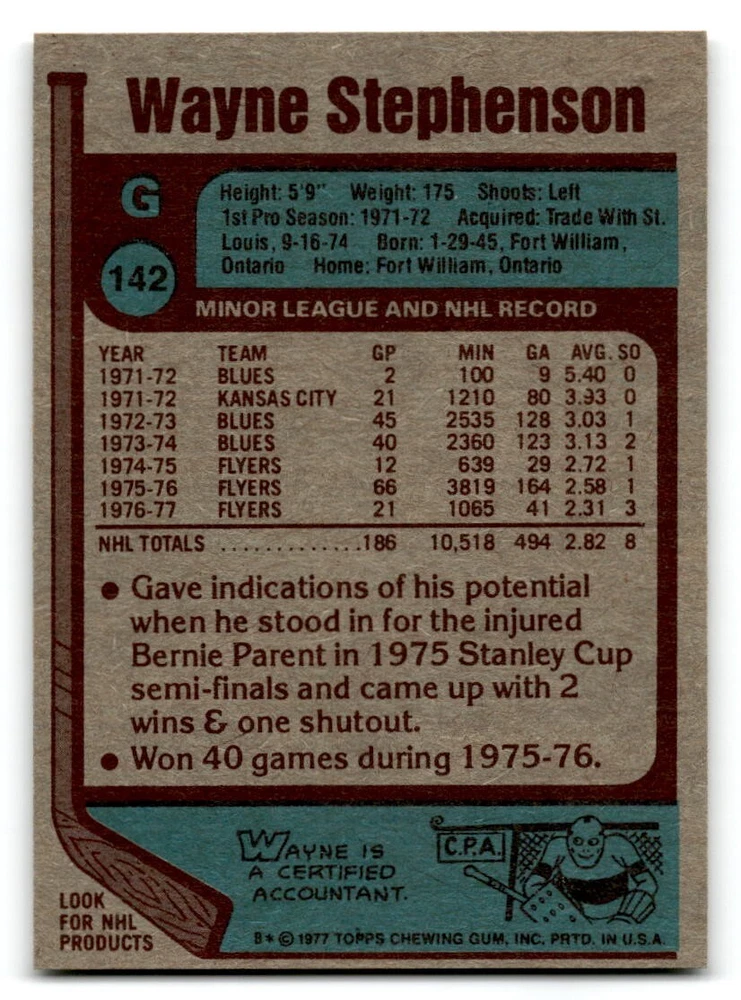 Wayne Stephenson
G
142
Height: 5'9" Weight: 175 Shoots: Left
1st Pro Season: 1971-72 Acquired: Trade With St.
Louis, 9-16-74 Born: 1-29-45, Fort William,
Ontario Home: Fort William, Ontario
MINOR LEAGUE AND NHL RECORD
YEAR TEAM GP MIN GA AVG. SO
1971-72 BLUES 2 100 9 5.40 0
1971-72 KANSAS CITY 21 1210 80 3.93 0
1972-73 BLUES 45 2535 128 3.03 1
1973-74 BLUES 40 2360 123 3.13 2
1974-75 FLYERS 12 639 29 2.72 1
1975-76 FLYERS 66 3819 164 2.58 1
1976-77 FLYERS 21 1065 41 2.31 3
NHL TOTALS .............186 10,518 494 2.82 8
● Gave indications of his potential
when he stood in for the injured
Bernie Parent in 1975 Stanley Cup
semi-finals and came up with 2
wins & one shutout.
● Won 40 games during 1975-76.
WAYNE IS
A CERTIFIED
ACCOUNTANT.
C.P.A.
LOOK
FOR NHL
PRODUCTS
B* © 1977 TOPPS CHEWING GUM, INC. PRTD. IN U.S.A.